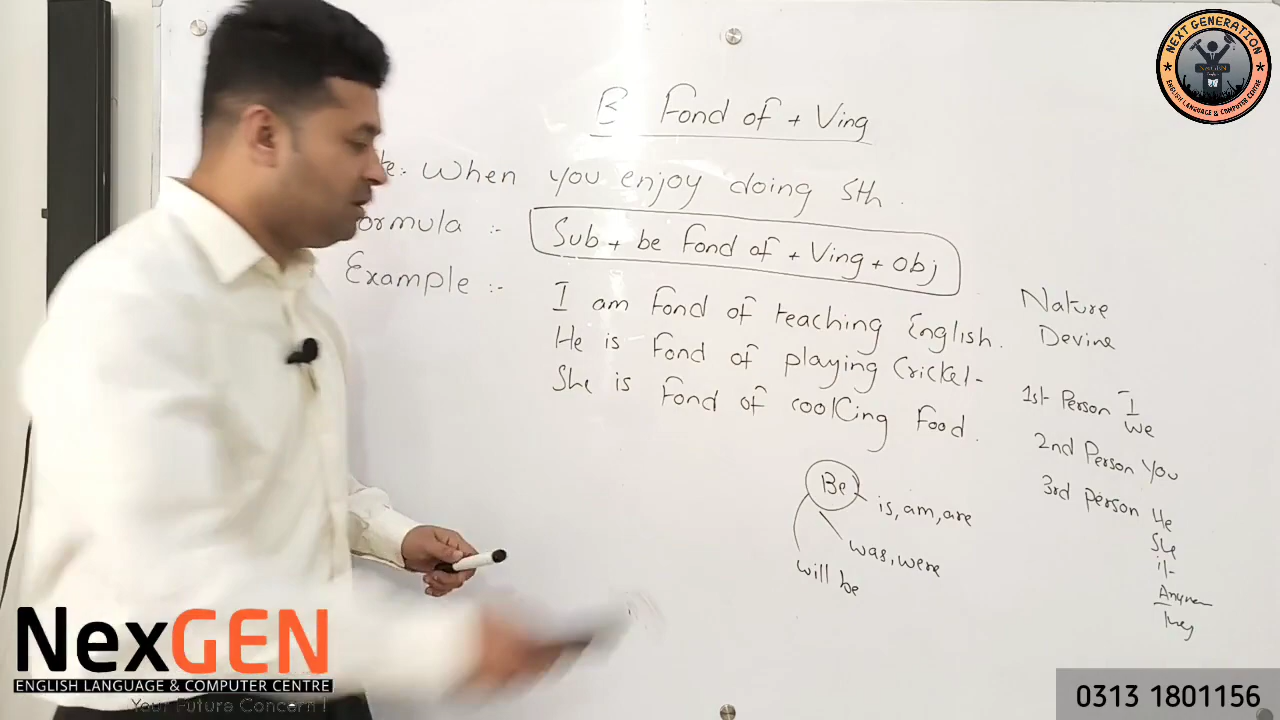 B Fond of + Ving
te: When you enjoy doing Sth.
ormula :- Sub + be Fond of + Ving + obj
Example :- I am Fond of teaching English.
He is Fond of playing Cricket-
She is Fond of cooking Food.
Nature
Devine
1st Person I
We
2nd Person You
3rd person He
She
it
They
Be
is, am, are
was, were
will be
NEXT GENERATION
ENGLISH LANGUAGE & COMPUTER CENTRE
NexGEN
ENGLISH LANGUAGE & COMPUTER CENTRE
Your Future Concern !
0313 1801156